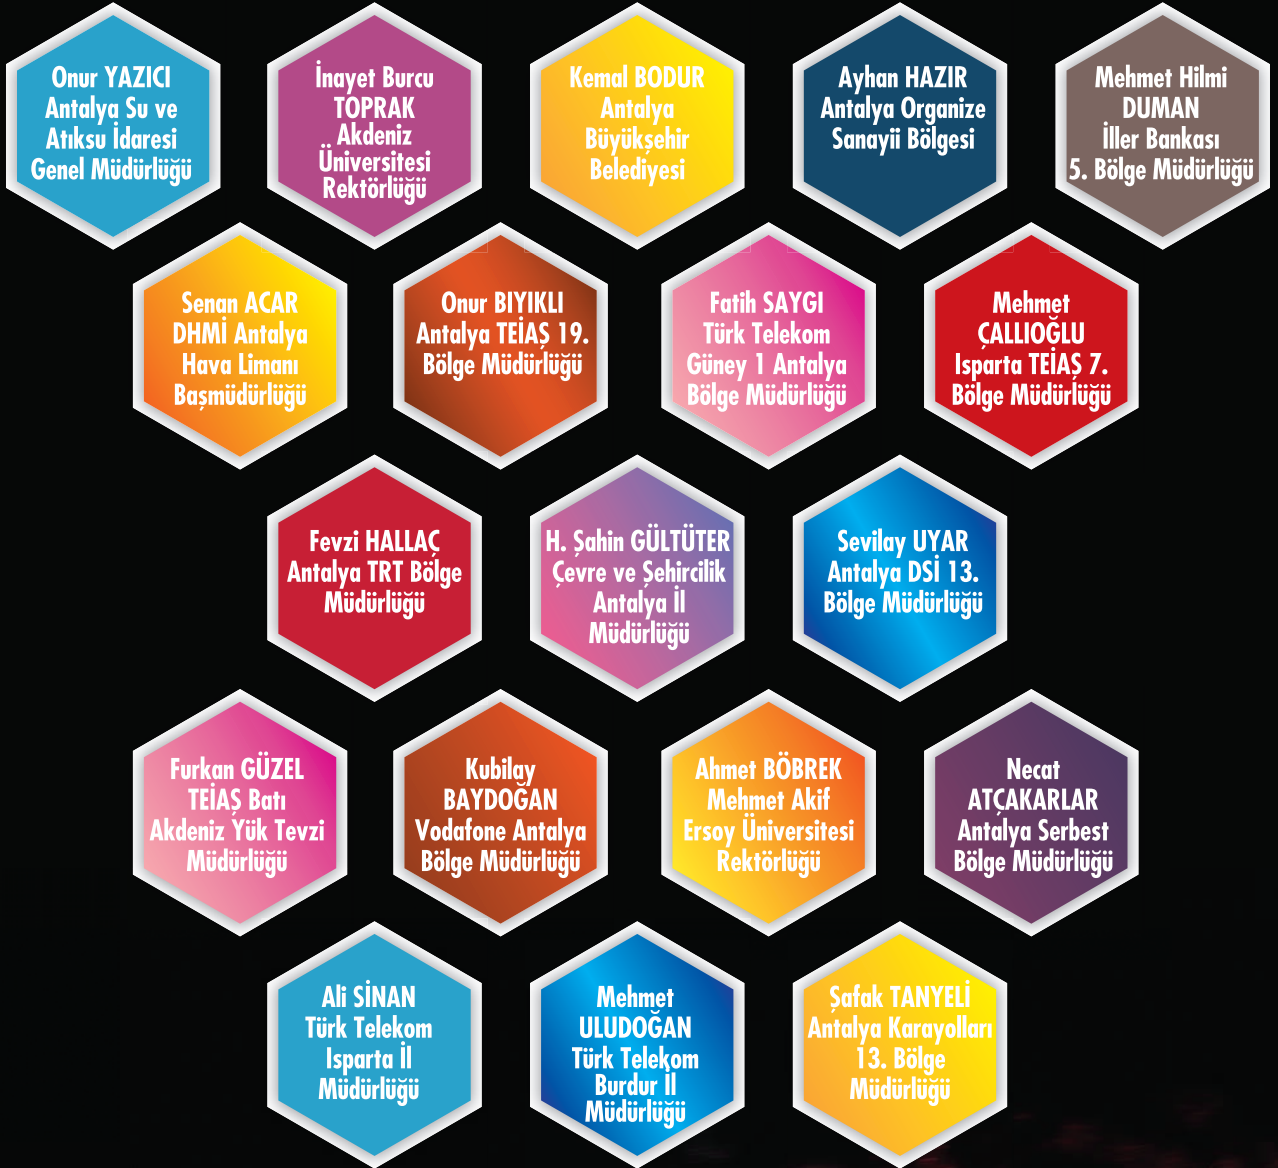 Onur YAZICI
Antalya Su ve
Atıksu İdaresi
Genel Müdürlüğü
İnayet Burcu
TOPRAK
Akdeniz
Üniversitesi
Rektörlüğü
Kemal BODUR
Antalya
Büyükşehir
Belediyesi
Ayhan HAZIR
Antalya Organize
Sanayii Bölgesi
Mehmet Hilmi
DUMAN
İller Bankası
5. Bölge Müdürlüğü
Senan ACAR
DHMİ Antalya
Hava Limanı
Başmüdürlüğü
Onur BIYIKLI
Antalya TEİAŞ 19.
Bölge Müdürlüğü
Fatih SAYGI
Türk Telekom
Güney 1 Antalya
Bölge Müdürlüğü
Mehmet
ÇALLIOĞLU
Isparta TEİAŞ 7.
Bölge Müdürlüğü
Fevzi HALLAÇ
Antalya TRT Bölge
Müdürlüğü
H. Şahin GÜLTÜTER
Çevre ve Şehircilik
Antalya İl
Müdürlüğü
Sevilay UYAR
Antalya DSİ 13.
Bölge Müdürlüğü
Furkan GÜZEL
TEİAŞ Batı
Akdeniz Yük Tevzi
Müdürlüğü
Kubilay
BAYDOĞAN
Vodafone Antalya
Bölge Müdürlüğü
Ahmet BÖBREK
Mehmet Akif
Ersoy Üniversitesi
Rektörlüğü
Necat
ATÇAKARLAR
Antalya Serbest
Bölge Müdürlüğü
Ali SİNAN
Türk Telekom
Isparta İl
Müdürlüğü
Mehmet
ULUDOĞAN
Türk Telekom
Burdur İl
Müdürlüğü
Şafak TANYELİ
Antalya Karayolları
13. Bölge
Müdürlüğü